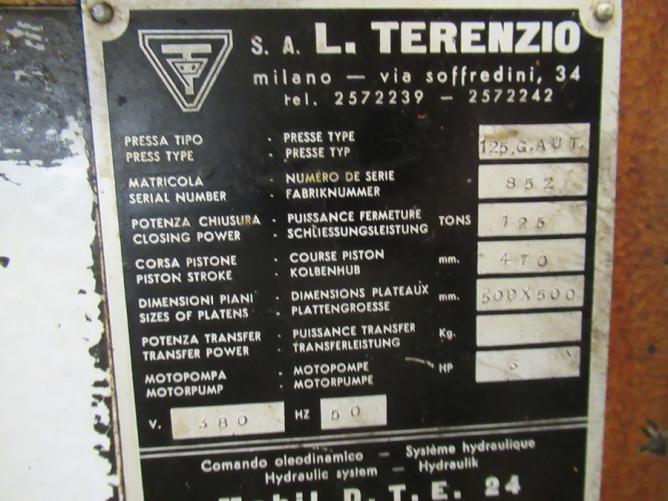 S. A. L. TERENZIO
milano — via soffredini, 34
tel. 2572239 - 2572242
PRESSA TIPO · PRESSE TYPE
PRESS TYPE · PRESSE TYP 125.G.AUT.
MATRICOLA · NUMÉRO DE SERIE
SERIAL NUMBER · FABRIKNUMMER 852
POTENZA CHIUSURA · PUISSANCE FERMETURE
CLOSING POWER · SCHLIESSUNGSLEISTUNG TONS 125
CORSA PISTONE · COURSE PISTON
PISTON STROKE · KOLBENHUB mm. 470
DIMENSIONI PIANI · DIMENSIONS PLATEAUX
SIZES OF PLATENS · PLATTENGROESSE mm. 500X500
POTENZA TRANSFER · PUISSANCE TRANSFER
TRANSFER POWER · TRANSFERLEISTUNG Kg.
MOTOPOMPA · MOTOPOMPE
MOTORPUMP · MOTORPUMPE HP
V. 380 HZ 50
Comando oleodinamico — Système hydraulique
Hydraulic system — Hydraulik
Mobil D. T. E. 24